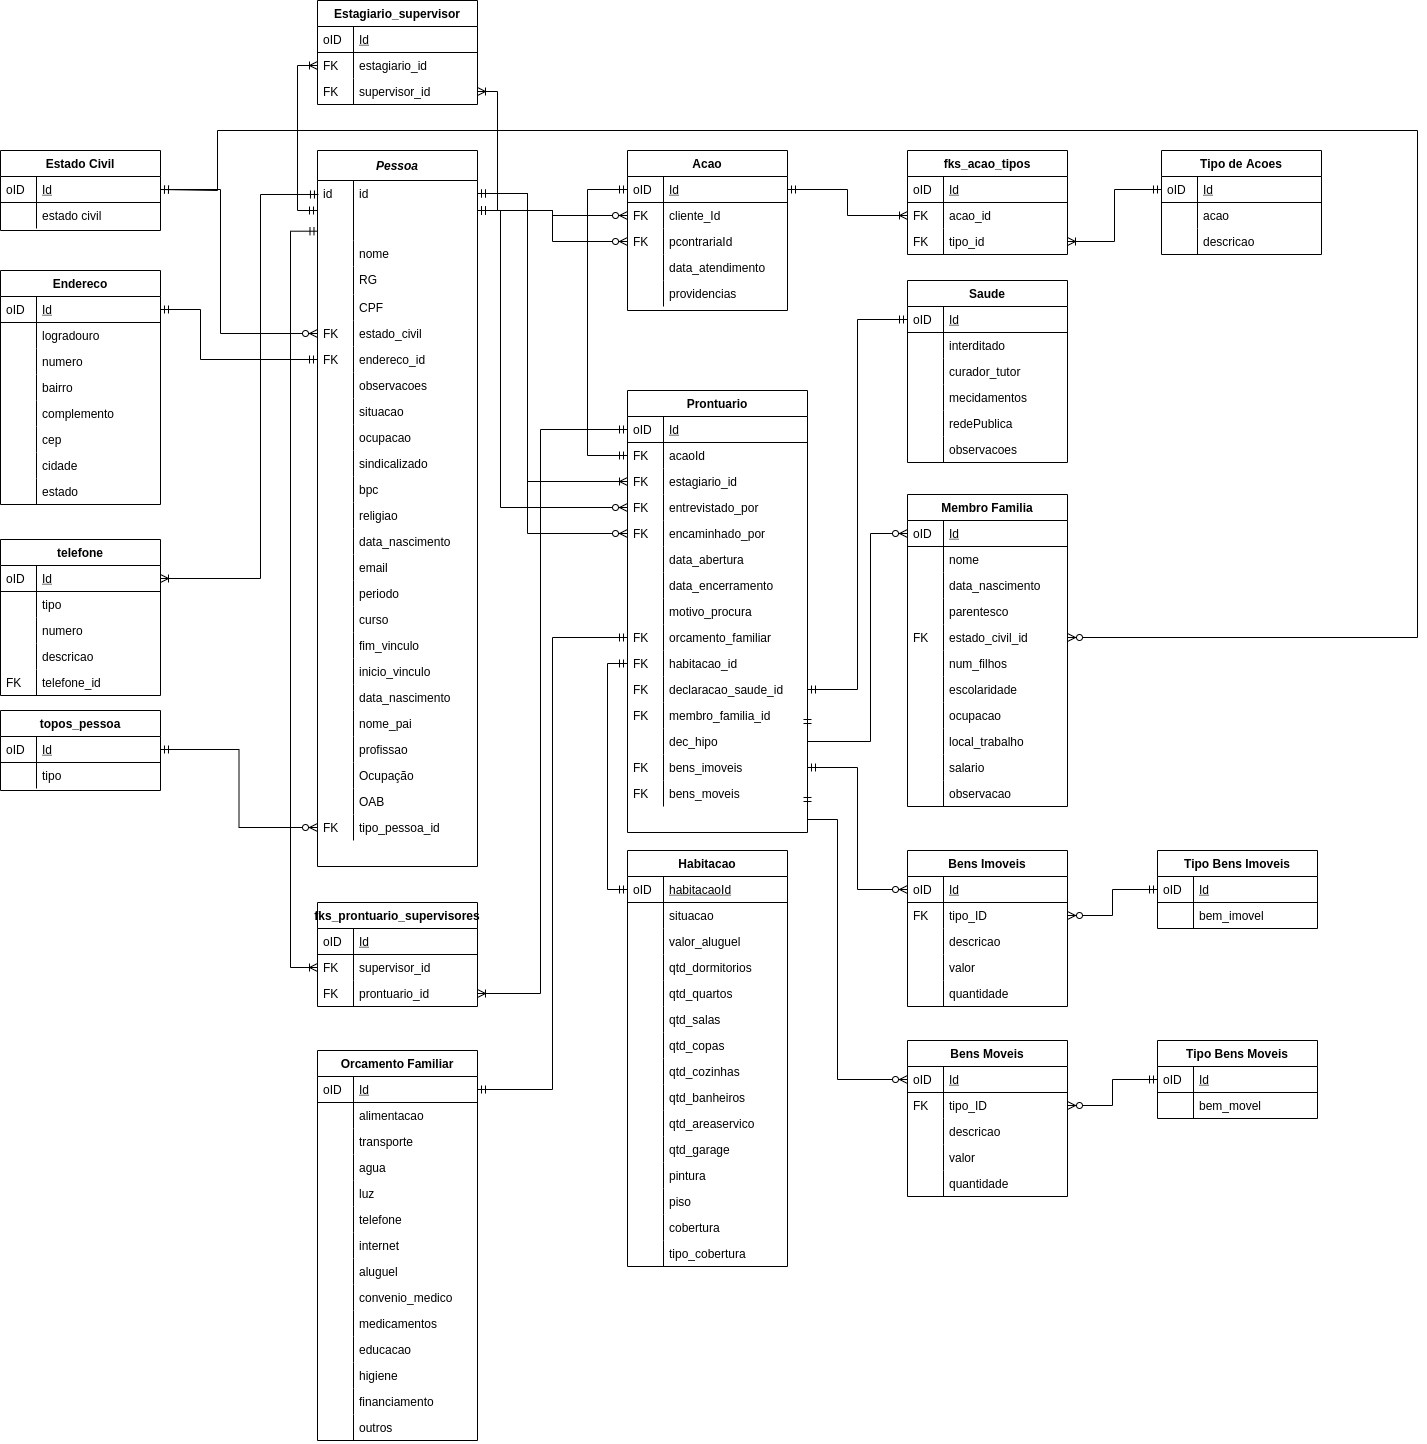 Estagiario_supervisor
oID Id
FK estagiario_id
FK supervisor_id
Estado Civil
oID Id
estado civil
Endereco
oID Id
logradouro
numero
bairro
complemento
cep
cidade
estado
telefone
oID Id
tipo
numero
descricao
FK telefone_id
topos_pessoa
oID Id
tipo
Pessoa
id id
nome
RG
CPF
FK estado_civil
FK endereco_id
observacoes
situacao
ocupacao
sindicalizado
bpc
religiao
data_nascimento
email
periodo
curso
fim_vinculo
inicio_vinculo
data_nascimento
nome_pai
profissao
Ocupação
OAB
FK tipo_pessoa_id
fks_prontuario_supervisores
oID Id
FK supervisor_id
FK prontuario_id
Orcamento Familiar
oID Id
alimentacao
transporte
agua
luz
telefone
internet
aluguel
convenio_medico
medicamentos
educacao
higiene
financiamento
outros
Acao
oID Id
FK cliente_Id
FK pcontrariaId
data_atendimento
providencias
Prontuario
oID Id
FK acaoId
FK estagiario_id
FK entrevistado_por
FK encaminhado_por
data_abertura
data_encerramento
motivo_procura
FK orcamento_familiar
FK habitacao_id
FK declaracao_saude_id
FK membro_familia_id
dec_hipo
FK bens_imoveis
FK bens_moveis
Habitacao
oID habitacaoId
situacao
valor_aluguel
qtd_dormitorios
qtd_quartos
qtd_salas
qtd_copas
qtd_cozinhas
qtd_banheiros
qtd_areaservico
qtd_garage
pintura
piso
cobertura
tipo_cobertura
fks_acao_tipos
oID Id
FK acao_id
FK tipo_id
Tipo de Acoes
oID Id
acao
descricao
Saude
oID Id
interditado
curador_tutor
mecidamentos
redePublica
observacoes
Membro Familia
oID Id
nome
data_nascimento
parentesco
FK estado_civil_id
num_filhos
escolaridade
ocupacao
local_trabalho
salario
observacao
Bens Imoveis
oID Id
FK tipo_ID
descricao
valor
quantidade
Tipo Bens Imoveis
oID Id
bem_imovel
Bens Moveis
oID Id
FK tipo_ID
descricao
valor
quantidade
Tipo Bens Moveis
oID Id
bem_movel